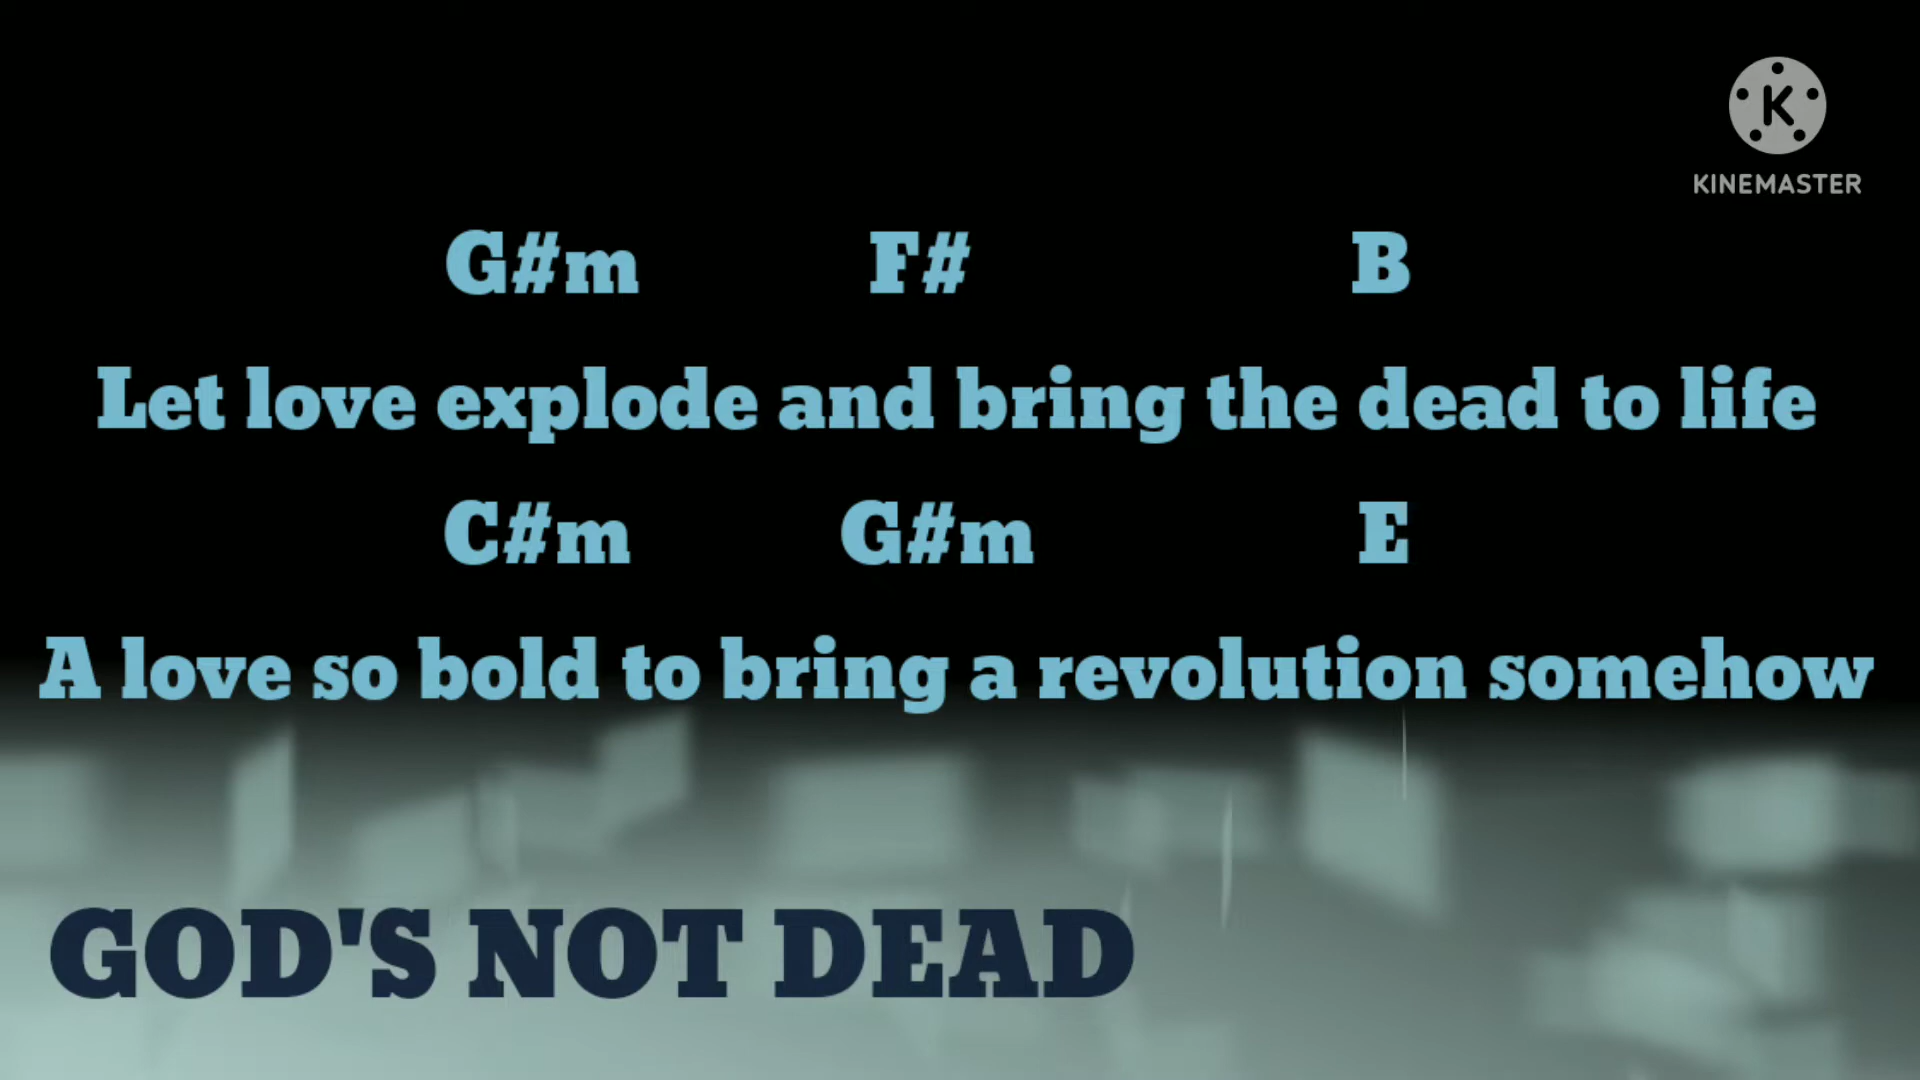 K
KINEMASTER
G#m F# B
Let love explode and bring the dead to life
C#m G#m E
A love so bold to bring a revolution somehow
GOD'S NOT DEAD